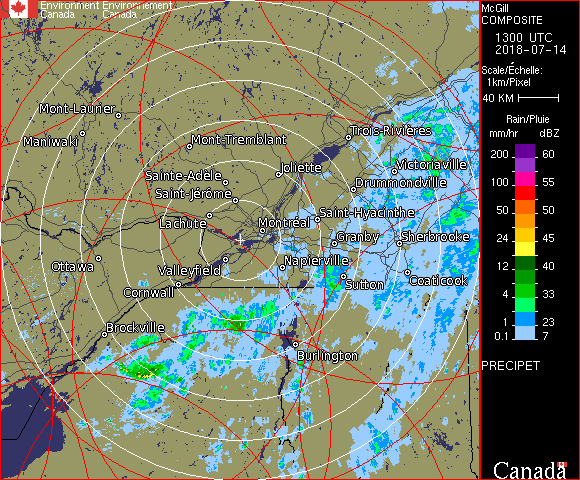 Environment Environnement
Canada Canada
McGill
COMPOSITE
1300 UTC
2018-07-14
Scale/Échelle:
1km/Pixel
40 KM
Rain/Pluie
mm/hr dBZ
200 60
100 55
50 50
24 45
12 40
4 33
1 23
0.1 7
PRECIPET
Canada
Mont-Laurier
Maniwaki
Mont-Tremblant
Trois-Rivières
Joliette
Victoriaville
Sainte-Adèle
Drummondville
Saint-Jérôme
Lachute
Saint-Hyacinthe
Montréal
Granby
Sherbrooke
Ottawa
Valleyfield
Napierville
Cornwall
Sutton
Coaticook
Brockville
Burlington